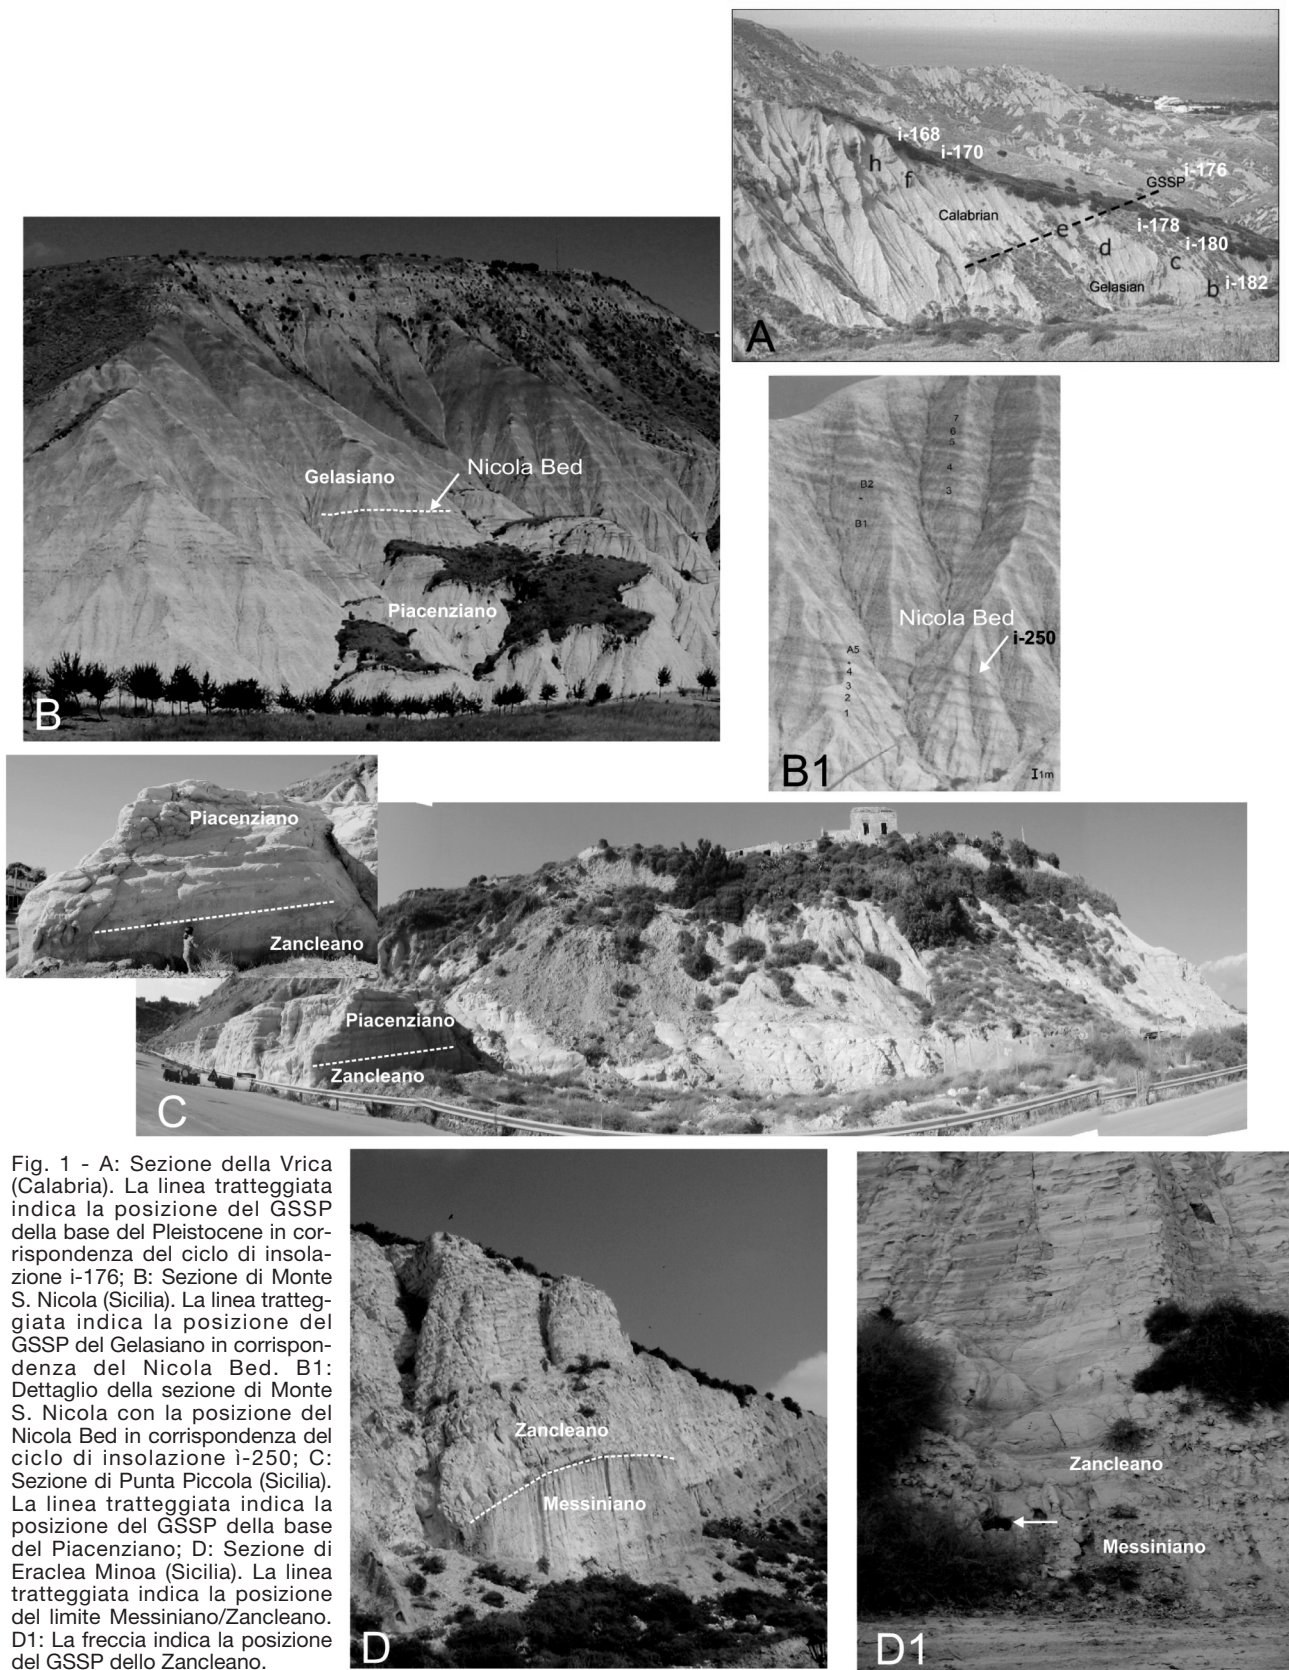 i-168
i-170
h
f
i-176
GSSP
Calabrian
e
i-178
d
i-180
c
Gelasian
b
i-182
A
Gelasiano
Nicola Bed
Piacenziano
B
7
6
5
4
3
B2
B1
Nicola Bed
i-250
A5
4
3
2
1
1m
B1
Piacenziano
Zancleano
Piacenziano
Zancleano
C
Fig. 1 - A: Sezione della Vrica
(Calabria). La linea tratteggiata
indica la posizione del GSSP
della base del Pleistocene in cor-
rispondenza del ciclo di insola-
zione i-176; B: Sezione di Monte
S. Nicola (Sicilia). La linea tratteg-
giata indica la posizione del
GSSP del Gelasiano in corrispon-
denza del Nicola Bed. B1:
Dettaglio della sezione di Monte
S. Nicola con la posizione del
Nicola Bed in corrispondenza del
ciclo di insolazione ì-250; C:
Sezione di Punta Piccola (Sicilia).
La linea tratteggiata indica la
posizione del GSSP della base
del Piacenziano; D: Sezione di
Eraclea Minoa (Sicilia). La linea
tratteggiata indica la posizione
del limite Messiniano/Zancleano.
D1: La freccia indica la posizione
del GSSP dello Zancleano.
Zancleano
Messiniano
D
Zancleano
Messiniano
D1